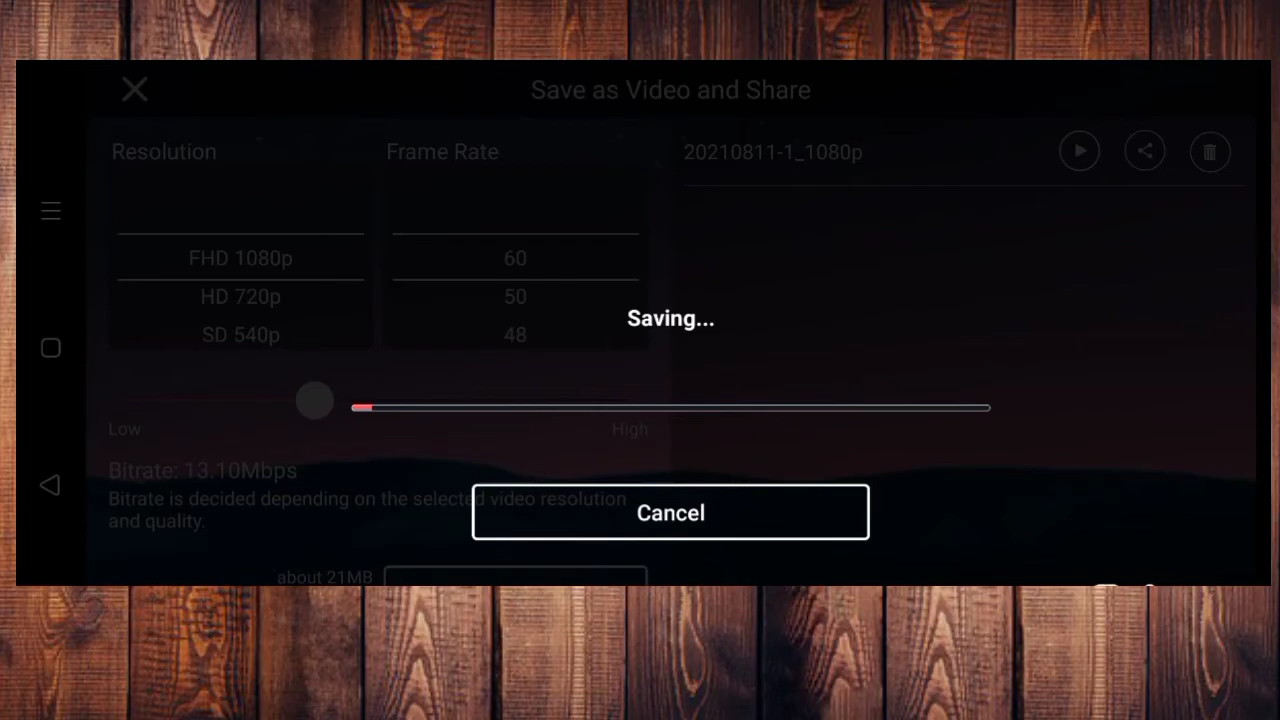 Save as Video and Share
Resolution
Frame Rate
20210811-1_1080p
FHD 1080p
60
HD 720p
50
SD 540p
48
Saving...
Low
High
Bitrate: 13.10Mbps
Bitrate is decided depending on the selected video resolution
and quality.
Cancel
about 21MB